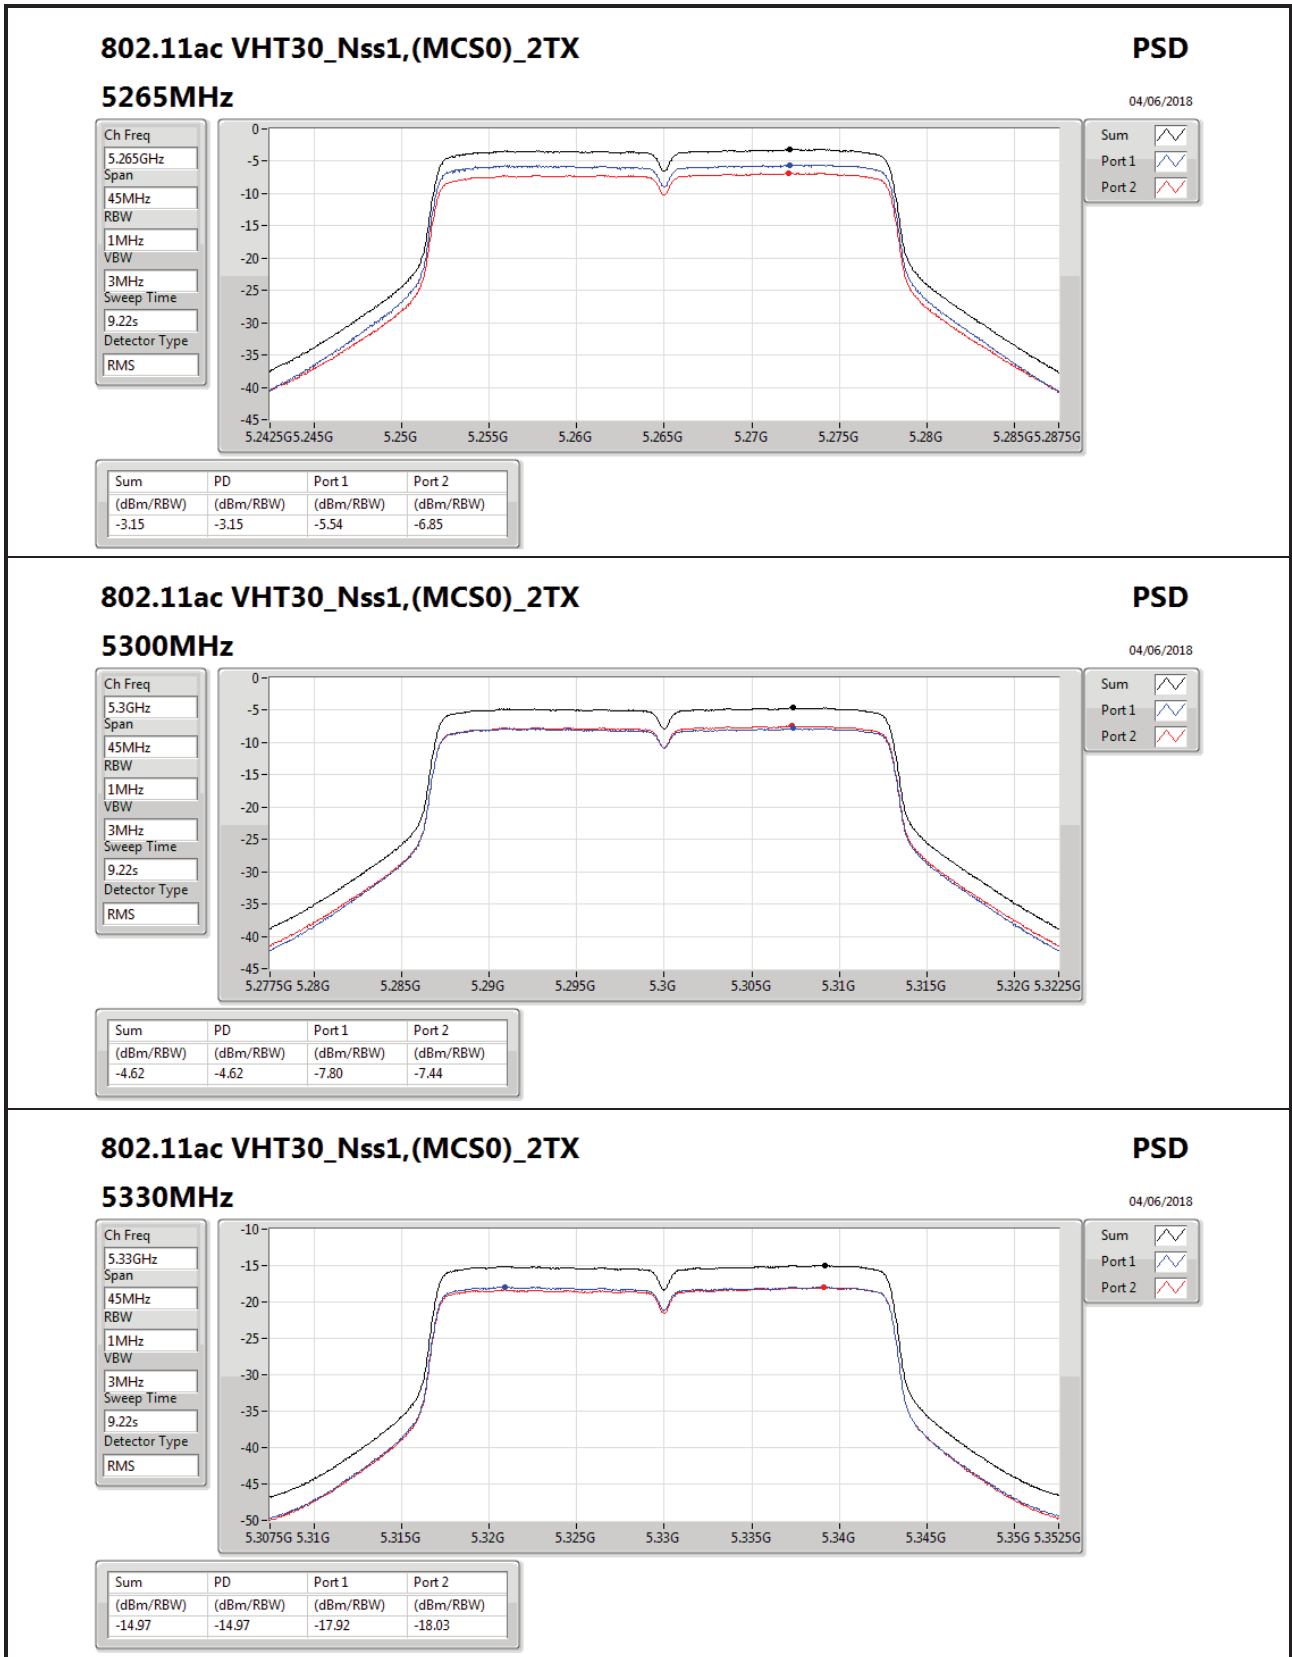 802.11ac VHT30_Nss1,(MCS0)_2TX PSD
5265MHz 04/06/2018
Ch Freq
5.265GHz
Span
45MHz
RBW
1MHz
VBW
3MHz
Sweep Time
9.22s
Detector Type
RMS
0
-5
-10
-15
-20
-25
-30
-35
-40
-45
5.2425G 5.245G 5.25G 5.255G 5.26G 5.265G 5.27G 5.275G 5.28G 5.285G 5.2875G
Sum
Port 1
Port 2
Sum PD Port 1 Port 2
(dBm/RBW) (dBm/RBW) (dBm/RBW) (dBm/RBW)
-3.15 -3.15 -5.54 -6.85
802.11ac VHT30_Nss1,(MCS0)_2TX PSD
5300MHz 04/06/2018
Ch Freq
5.3GHz
Span
45MHz
RBW
1MHz
VBW
3MHz
Sweep Time
9.22s
Detector Type
RMS
0
-5
-10
-15
-20
-25
-30
-35
-40
-45
5.2775G 5.28G 5.285G 5.29G 5.295G 5.3G 5.305G 5.31G 5.315G 5.32G 5.3225G
Sum
Port 1
Port 2
Sum PD Port 1 Port 2
(dBm/RBW) (dBm/RBW) (dBm/RBW) (dBm/RBW)
-4.62 -4.62 -7.80 -7.44
802.11ac VHT30_Nss1,(MCS0)_2TX PSD
5330MHz 04/06/2018
Ch Freq
5.33GHz
Span
45MHz
RBW
1MHz
VBW
3MHz
Sweep Time
9.22s
Detector Type
RMS
-10
-15
-20
-25
-30
-35
-40
-45
-50
5.3075G 5.31G 5.315G 5.32G 5.325G 5.33G 5.335G 5.34G 5.345G 5.35G 5.3525G
Sum
Port 1
Port 2
Sum PD Port 1 Port 2
(dBm/RBW) (dBm/RBW) (dBm/RBW) (dBm/RBW)
-14.97 -14.97 -17.92 -18.03